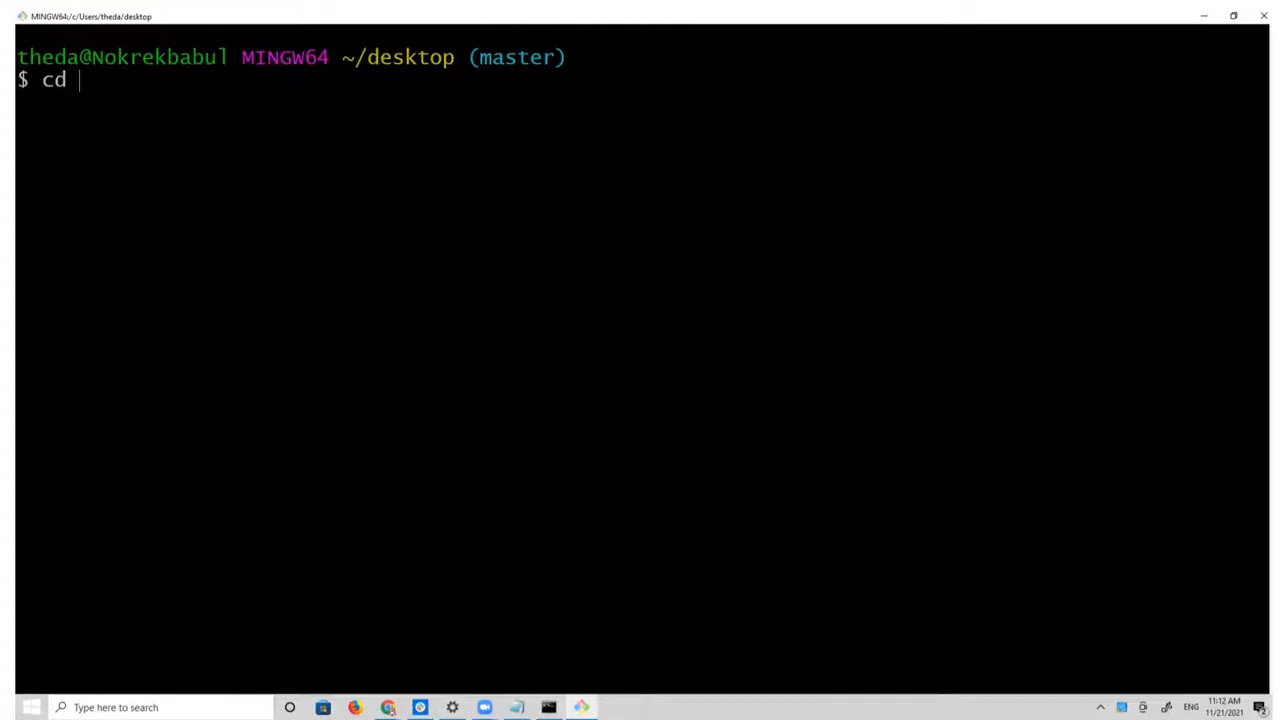 MINGW64:/c/Users/theda/desktop
theda@Nokrekbabul MINGW64 ~/desktop (master)
$ cd
Type here to search
ENG
11:12 AM
11/21/2021
2